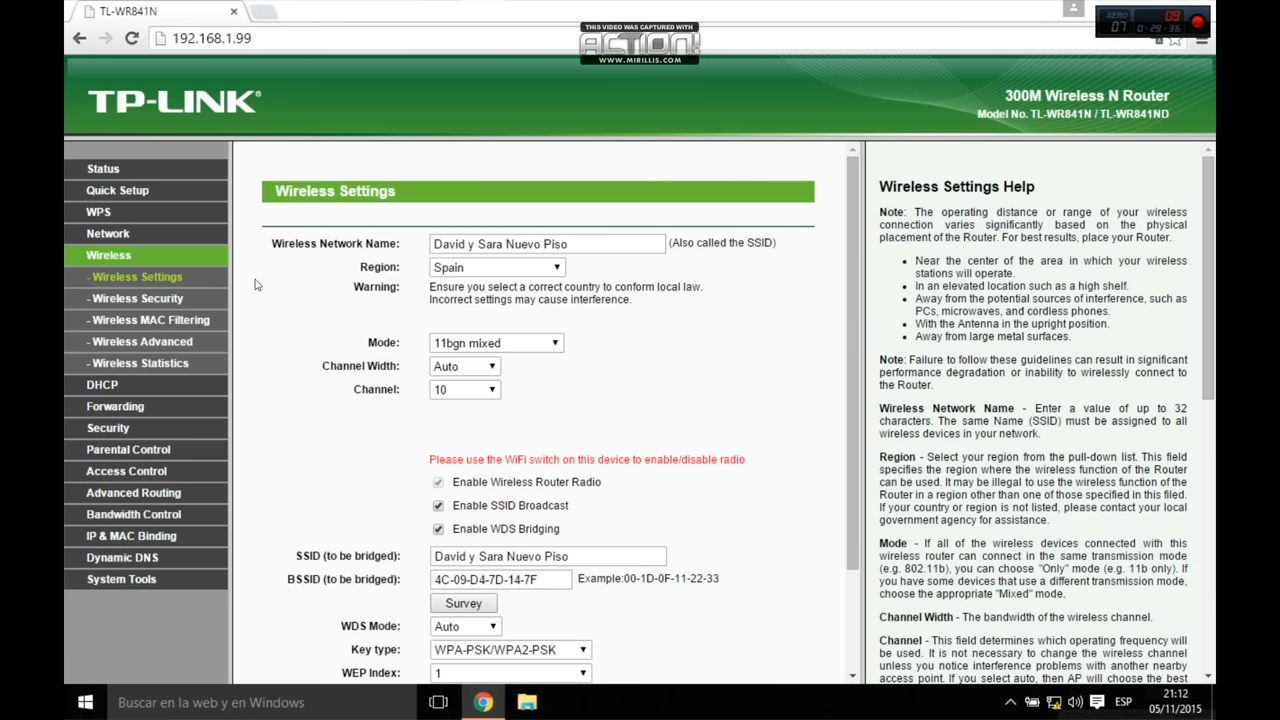 TL-WR841N
192.168.1.99
THIS VIDEO WAS CAPTURED WITH
ACTION!
WWW.MIRILLIS.COM
AERO
07
09
0:29:36
TP-LINK®
300M Wireless N Router
Model No. TL-WR841N / TL-WR841ND
Status
Quick Setup
WPS
Network
Wireless
- Wireless Settings
- Wireless Security
- Wireless MAC Filtering
- Wireless Advanced
- Wireless Statistics
DHCP
Forwarding
Security
Parental Control
Access Control
Advanced Routing
Bandwidth Control
IP & MAC Binding
Dynamic DNS
System Tools
Wireless Settings
Wireless Network Name: David y Sara Nuevo Piso (Also called the SSID)
Region: Spain
Warning: Ensure you select a correct country to conform local law.
Incorrect settings may cause interference.
Mode: 11bgn mixed
Channel Width: Auto
Channel: 10
Please use the WiFi switch on this device to enable/disable radio
Enable Wireless Router Radio
Enable SSID Broadcast
Enable WDS Bridging
SSID (to be bridged): David y Sara Nuevo Piso
BSSID (to be bridged): 4C-09-D4-7D-14-7F Example:00-1D-0F-11-22-33
Survey
WDS Mode: Auto
Key type: WPA-PSK/WPA2-PSK
WEP Index: 1
Wireless Settings Help
Note: The operating distance or range of your wireless
connection varies significantly based on the physical
placement of the Router. For best results, place your Router.
• Near the center of the area in which your
wireless stations will operate.
• In an elevated location such as a high shelf.
• Away from the potential sources of interference, such as
PCs, microwaves, and cordless phones.
• With the Antenna in the upright position.
• Away from large metal surfaces.
Note: Failure to follow these guidelines can result in significant
performance degradation or inability to wirelessly connect to
the Router.
Wireless Network Name - Enter a value of up to 32
characters. The same Name (SSID) must be assigned to all
wireless devices in your network.
Region - Select your region from the pull-down list. This field
specifies the region where the wireless function of the Router
can be used. It may be illegal to use the wireless function of the
Router in a region other than one of those specified in this filed.
If your country or region is not listed, please contact your local
government agency for assistance.
Mode - If all of the wireless devices connected with this
wireless router can connect in the same transmission mode
(e.g. 802.11b), you can choose "Only" mode (e.g. 11b only). If
you have some devices that use a different transmission mode,
choose the appropriate "Mixed" mode.
Channel Width - The bandwidth of the wireless channel.
Channel - This field determines which operating frequency will
be used. It is not necessary to change the wireless channel
unless you notice interference problems with another nearby
access point. If you select auto, then AP will choose the best
Buscar en la web y en Windows
ESP
21:12
05/11/2015